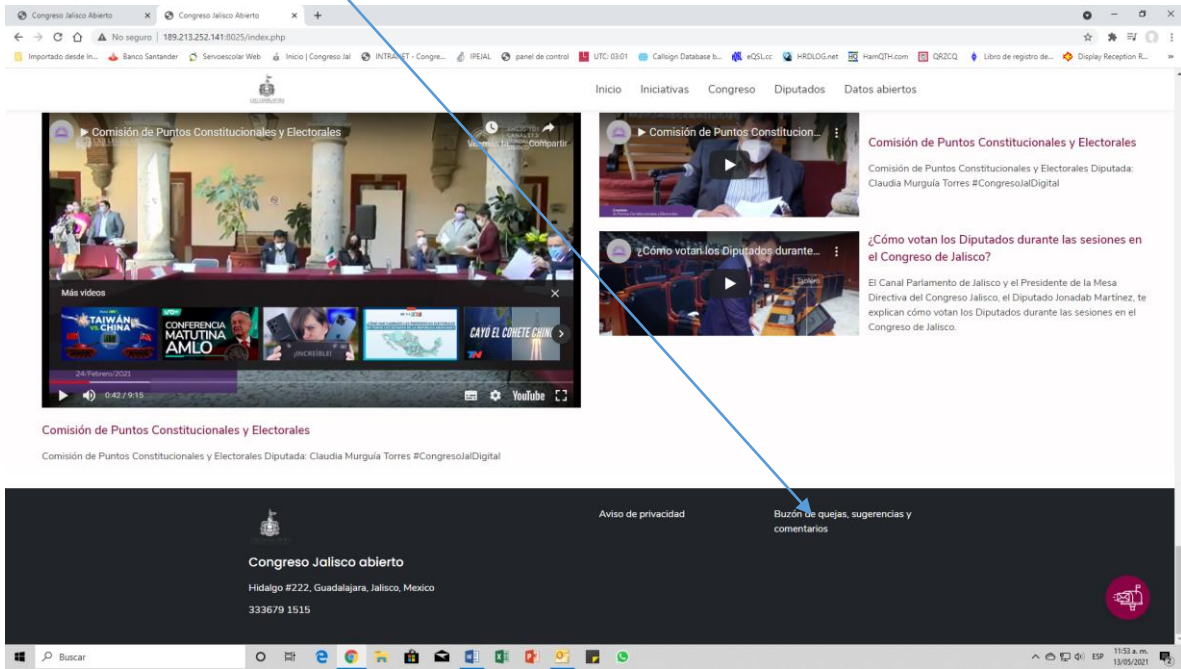 Congreso Jalisco Abierto
Congreso Jalisco Abierto
No seguro | 189.213.252.141:8025/index.php
Importado desde In...
Banco Santander
Servoescolar Web
Inicio | Congreso Jal
INTRANET - Congre...
IPEJAL
panel de control
UTC: 03:01
Callsign Database b...
eQSL.cc
HRDLOG.net
HamQTH.com
QRZCQ
Libro de registro de...
Display Reception R...
Inicio Iniciativas Congreso Diputados Datos abiertos
▶ Comisión de Puntos Constitucionales y Electorales
Compartir
Más videos
TAIWÁN
VS. CHINA
CONFERENCIA
MATUTINA
AMLO
¡INCREÍBLE!
CAYÓ EL COHETE CHINO
24/Febrero/2021
0:42 / 9:15
YouTube
Comisión de Puntos Constitucionales y Electorales
Comisión de Puntos Constitucionales y Electorales Diputada: Claudia Murguía Torres #CongresoJalDigital
▶ Comisión de Puntos Constitucion...
Comisión de Puntos Constitucionales y Electorales
Comisión de Puntos Constitucionales y Electorales Diputada:
Claudia Murguía Torres #CongresoJalDigital
¿Cómo votan los Diputados durante...
Tablero
¿Cómo votan los Diputados durante las sesiones en
el Congreso de Jalisco?
El Canal Parlamento de Jalisco y el Presidente de la Mesa
Directiva del Congreso Jalisco, el Diputado Jonadab Martínez, te
explican cómo votan los Diputados durante las sesiones en el
Congreso de Jalisco.
Congreso Jalisco abierto
Hidalgo #222, Guadalajara, Jalisco, Mexico
333679 1515
Aviso de privacidad
Buzón de quejas, sugerencias y
comentarios
Buscar
ESP
11:53 a. m.
13/05/2021
2